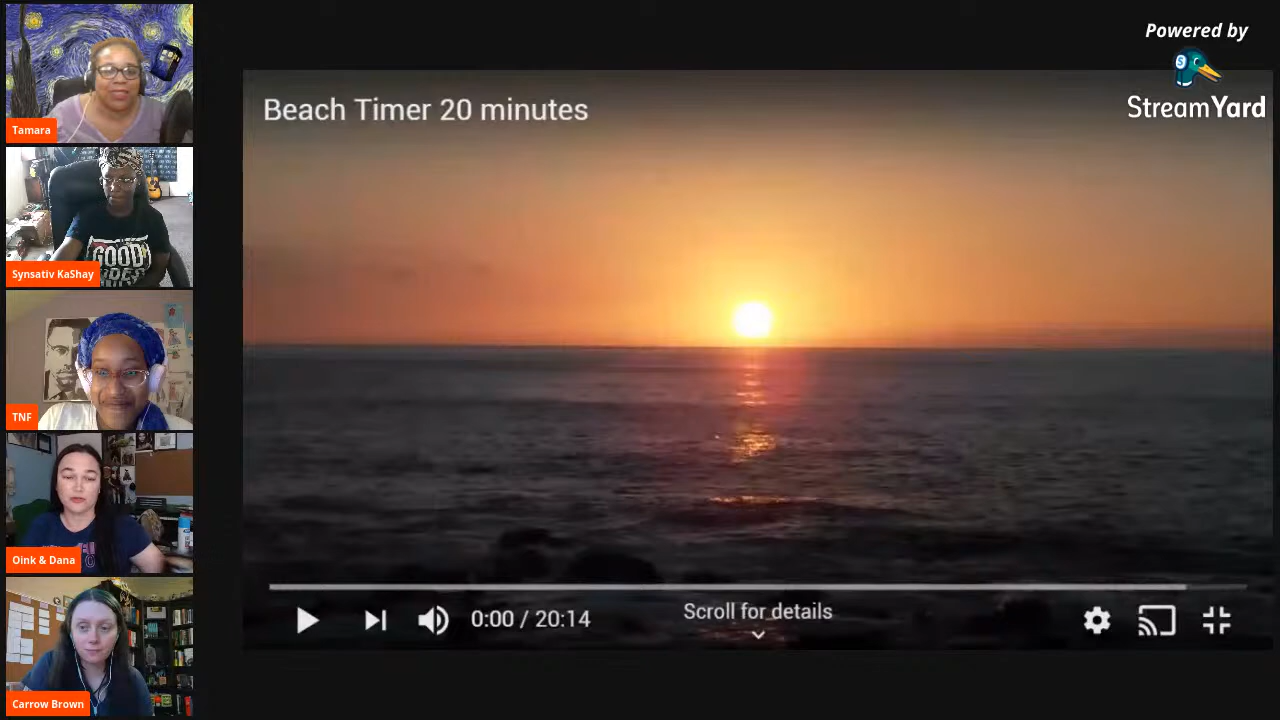 Tamara
GOOD
Synsativ KaShay
TNF
Oink & Dana
Carrow Brown
Powered by
StreamYard
Beach Timer 20 minutes
0:00 / 20:14
Scroll for details